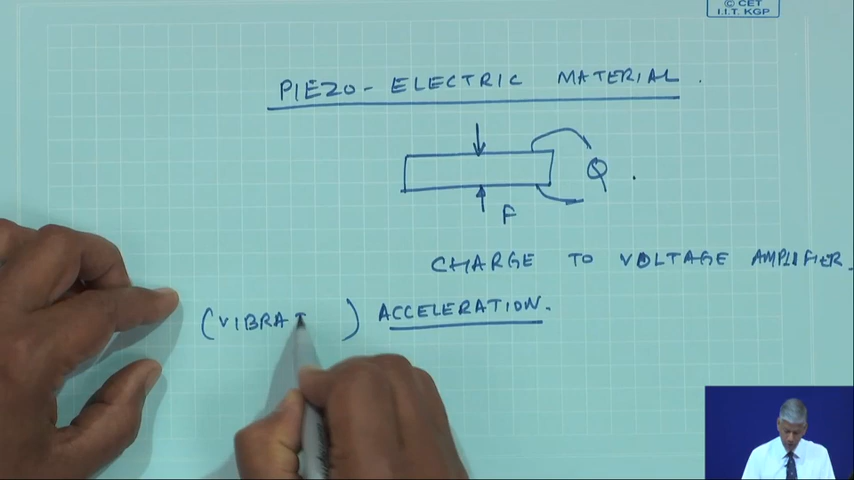 © CET
I.I.T. KGP
PIEZO-ELECTRIC MATERIAL.
Q.
F
CHARGE TO VOLTAGE AMPLIFIER.
(VIBRAT ) ACCELERATION.